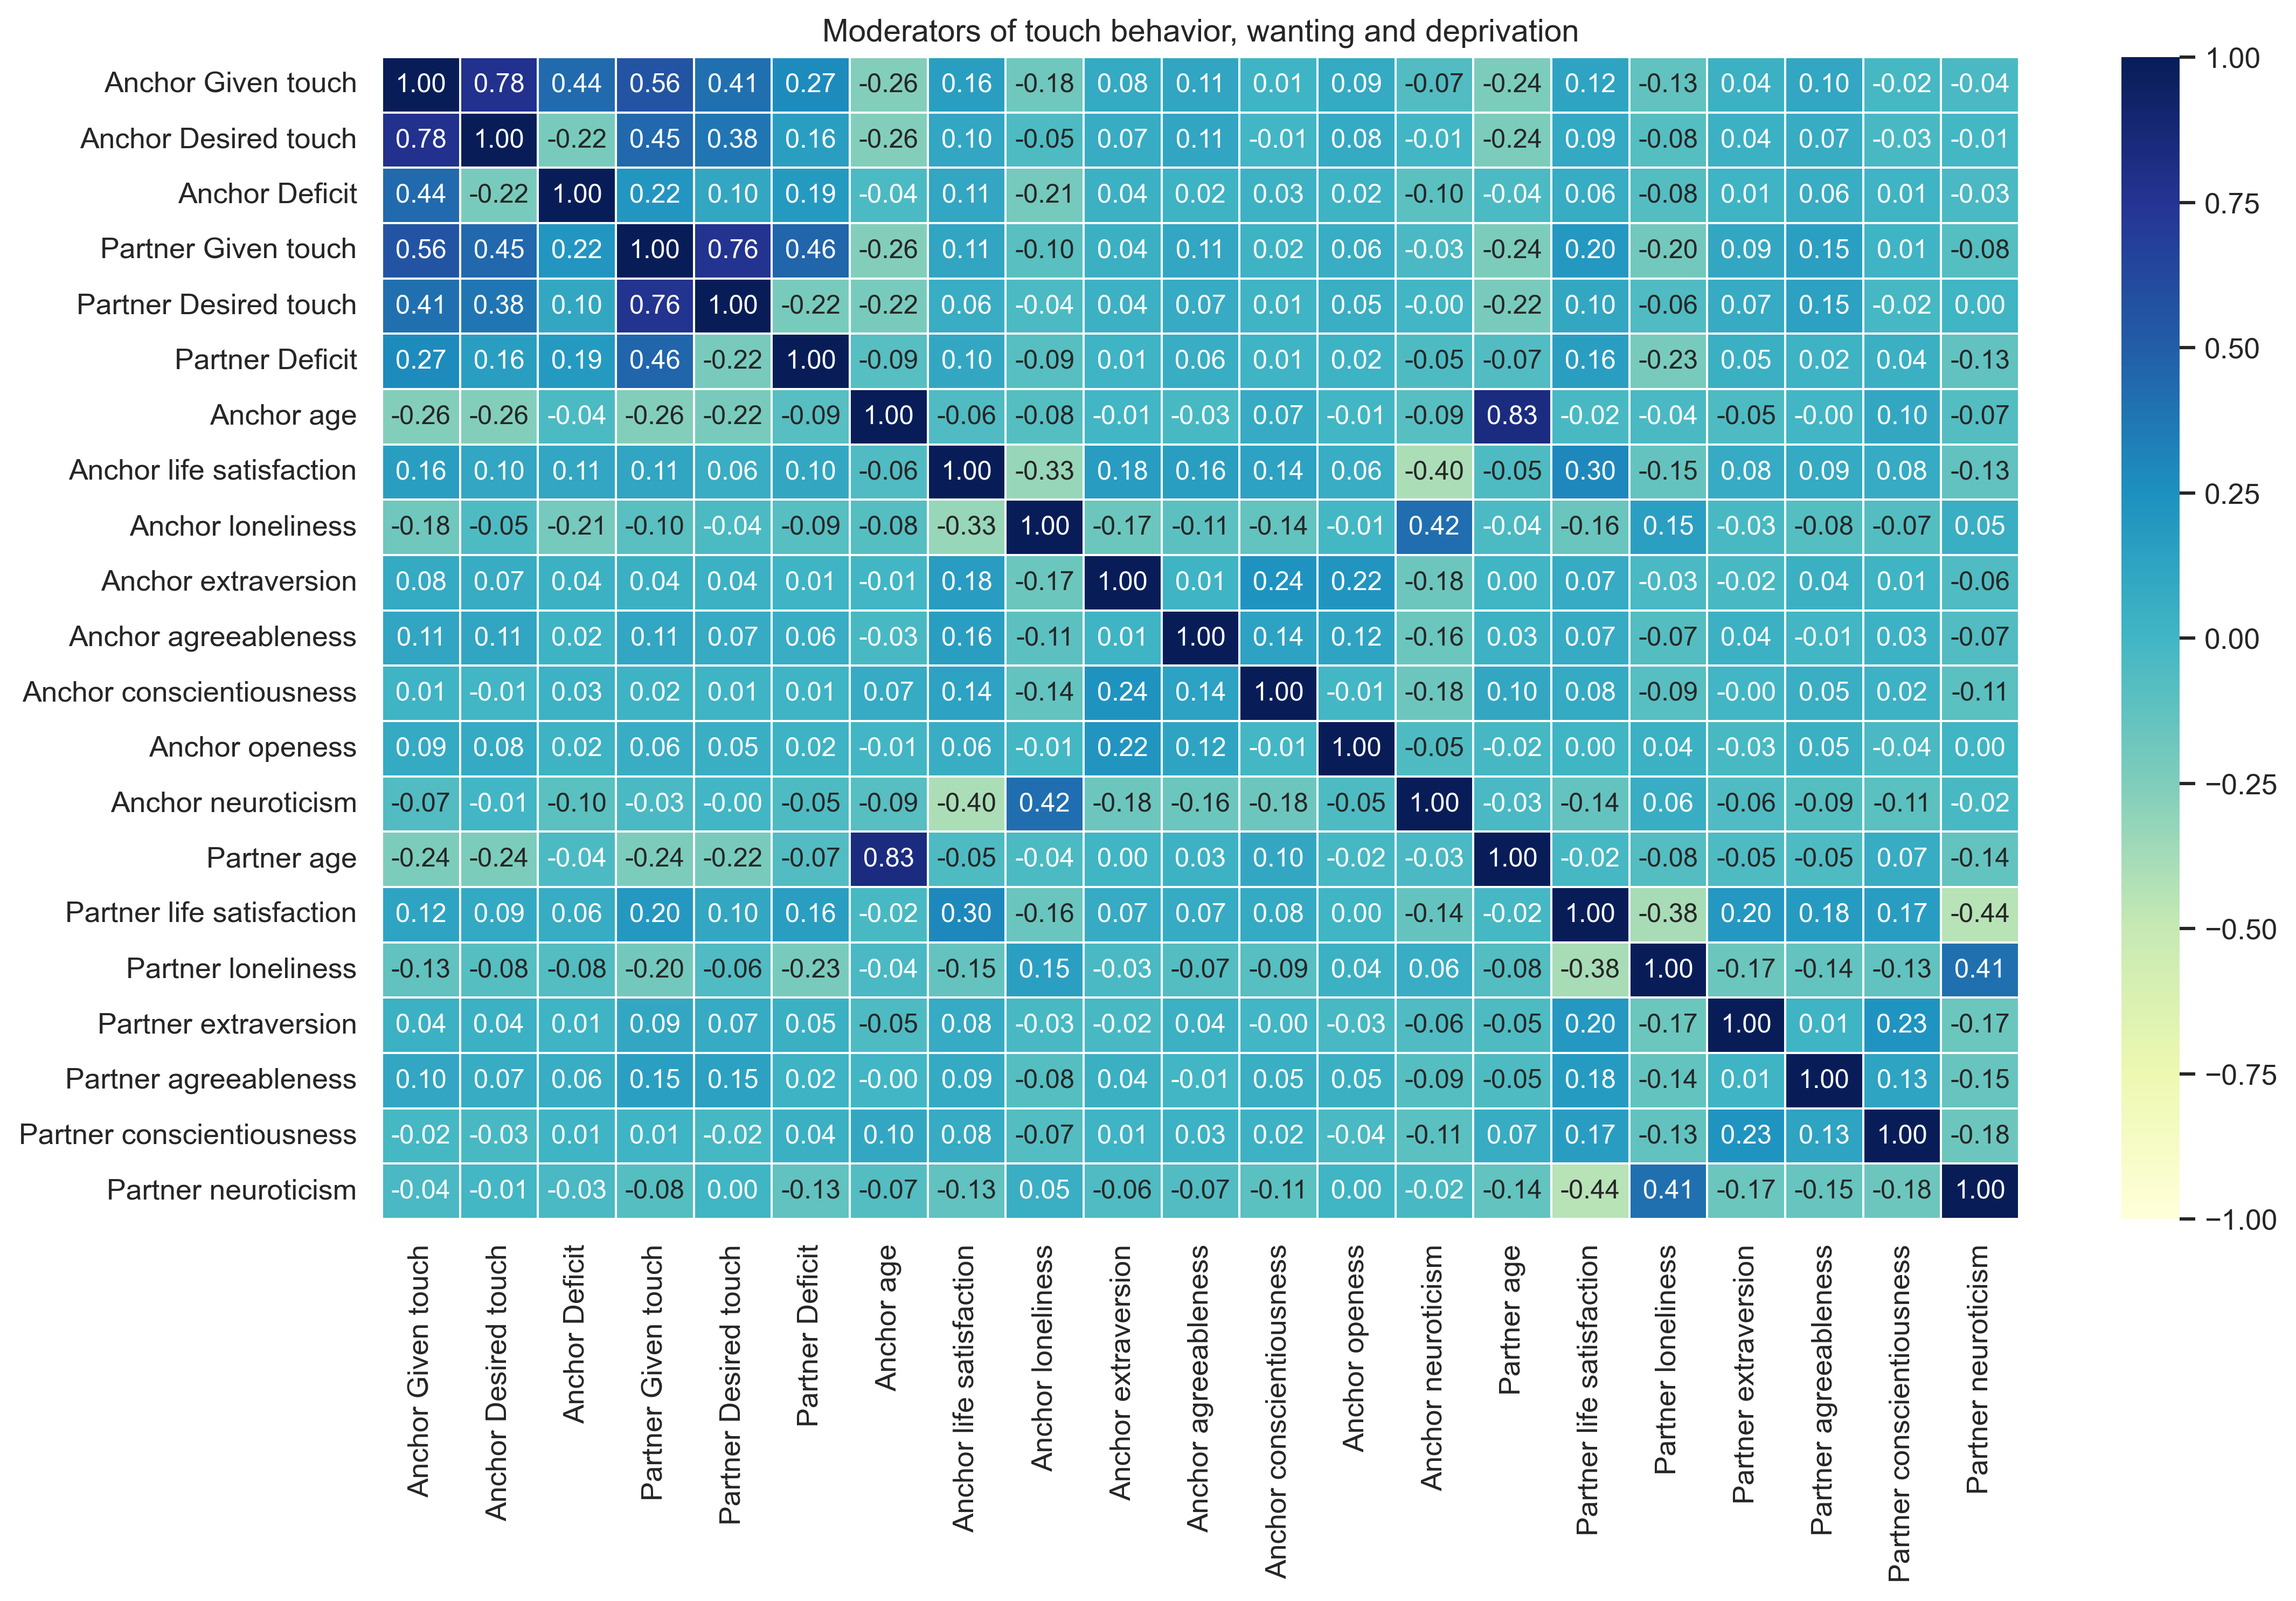 Moderators of touch behavior, wanting and deprivation
Anchor Given touch 1.00 0.78 0.44 0.56 0.41 0.27 -0.26 0.16 -0.18 0.08 0.11 0.01 0.09 -0.07 -0.24 0.12 -0.13 0.04 0.10 -0.02 -0.04
Anchor Desired touch 0.78 1.00 -0.22 0.45 0.38 0.16 -0.26 0.10 -0.05 0.07 0.11 -0.01 0.08 -0.01 -0.24 0.09 -0.08 0.04 0.07 -0.03 -0.01
Anchor Deficit 0.44 -0.22 1.00 0.22 0.10 0.19 -0.04 0.11 -0.21 0.04 0.02 0.03 0.02 -0.10 -0.04 0.06 -0.08 0.01 0.06 0.01 -0.03
Partner Given touch 0.56 0.45 0.22 1.00 0.76 0.46 -0.26 0.11 -0.10 0.04 0.11 0.02 0.06 -0.03 -0.24 0.20 -0.20 0.09 0.15 0.01 -0.08
Partner Desired touch 0.41 0.38 0.10 0.76 1.00 -0.22 -0.22 0.06 -0.04 0.04 0.07 0.01 0.05 -0.00 -0.22 0.10 -0.06 0.07 0.15 -0.02 0.00
Partner Deficit 0.27 0.16 0.19 0.46 -0.22 1.00 -0.09 0.10 -0.09 0.01 0.06 0.01 0.02 -0.05 -0.07 0.16 -0.23 0.05 0.02 0.04 -0.13
Anchor age -0.26 -0.26 -0.04 -0.26 -0.22 -0.09 1.00 -0.06 -0.08 -0.01 -0.03 0.07 -0.01 -0.09 0.83 -0.02 -0.04 -0.05 -0.00 0.10 -0.07
Anchor life satisfaction 0.16 0.10 0.11 0.11 0.06 0.10 -0.06 1.00 -0.33 0.18 0.16 0.14 0.06 -0.40 -0.05 0.30 -0.15 0.08 0.09 0.08 -0.13
Anchor loneliness -0.18 -0.05 -0.21 -0.10 -0.04 -0.09 -0.08 -0.33 1.00 -0.17 -0.11 -0.14 -0.01 0.42 -0.04 -0.16 0.15 -0.03 -0.08 -0.07 0.05
Anchor extraversion 0.08 0.07 0.04 0.04 0.04 0.01 -0.01 0.18 -0.17 1.00 0.01 0.24 0.22 -0.18 0.00 0.07 -0.03 -0.02 0.04 0.01 -0.06
Anchor agreeableness 0.11 0.11 0.02 0.11 0.07 0.06 -0.03 0.16 -0.11 0.01 1.00 0.14 0.12 -0.16 0.03 0.07 -0.07 0.04 -0.01 0.03 -0.07
Anchor conscientiousness 0.01 -0.01 0.03 0.02 0.01 0.01 0.07 0.14 -0.14 0.24 0.14 1.00 -0.01 -0.18 0.10 0.08 -0.09 -0.00 0.05 0.02 -0.11
Anchor openess 0.09 0.08 0.02 0.06 0.05 0.02 -0.01 0.06 -0.01 0.22 0.12 -0.01 1.00 -0.05 -0.02 0.00 0.04 -0.03 0.05 -0.04 0.00
Anchor neuroticism -0.07 -0.01 -0.10 -0.03 -0.00 -0.05 -0.09 -0.40 0.42 -0.18 -0.16 -0.18 -0.05 1.00 -0.03 -0.14 0.06 -0.06 -0.09 -0.11 -0.02
Partner age -0.24 -0.24 -0.04 -0.24 -0.22 -0.07 0.83 -0.05 -0.04 0.00 0.03 0.10 -0.02 -0.03 1.00 -0.02 -0.08 -0.05 -0.05 0.07 -0.14
Partner life satisfaction 0.12 0.09 0.06 0.20 0.10 0.16 -0.02 0.30 -0.16 0.07 0.07 0.08 0.00 -0.14 -0.02 1.00 -0.38 0.20 0.18 0.17 -0.44
Partner loneliness -0.13 -0.08 -0.08 -0.20 -0.06 -0.23 -0.04 -0.15 0.15 -0.03 -0.07 -0.09 0.04 0.06 -0.08 -0.38 1.00 -0.17 -0.14 -0.13 0.41
Partner extraversion 0.04 0.04 0.01 0.09 0.07 0.05 -0.05 0.08 -0.03 -0.02 0.04 -0.00 -0.03 -0.06 -0.05 0.20 -0.17 1.00 0.01 0.23 -0.17
Partner agreeableness 0.10 0.07 0.06 0.15 0.15 0.02 -0.00 0.09 -0.08 0.04 -0.01 0.05 0.05 -0.09 -0.05 0.18 -0.14 0.01 1.00 0.13 -0.15
Partner conscientiousness -0.02 -0.03 0.01 0.01 -0.02 0.04 0.10 0.08 -0.07 0.01 0.03 0.02 -0.04 -0.11 0.07 0.17 -0.13 0.23 0.13 1.00 -0.18
Partner neuroticism -0.04 -0.01 -0.03 -0.08 0.00 -0.13 -0.07 -0.13 0.05 -0.06 -0.07 -0.11 0.00 -0.02 -0.14 -0.44 0.41 -0.17 -0.15 -0.18 1.00
Anchor Given touch
Anchor Desired touch
Anchor Deficit
Partner Given touch
Partner Desired touch
Partner Deficit
Anchor age
Anchor life satisfaction
Anchor loneliness
Anchor extraversion
Anchor agreeableness
Anchor conscientiousness
Anchor openess
Anchor neuroticism
Partner age
Partner life satisfaction
Partner loneliness
Partner extraversion
Partner agreeableness
Partner conscientiousness
Partner neuroticism
1.00
0.75
0.50
0.25
0.00
−0.25
−0.50
−0.75
−1.00